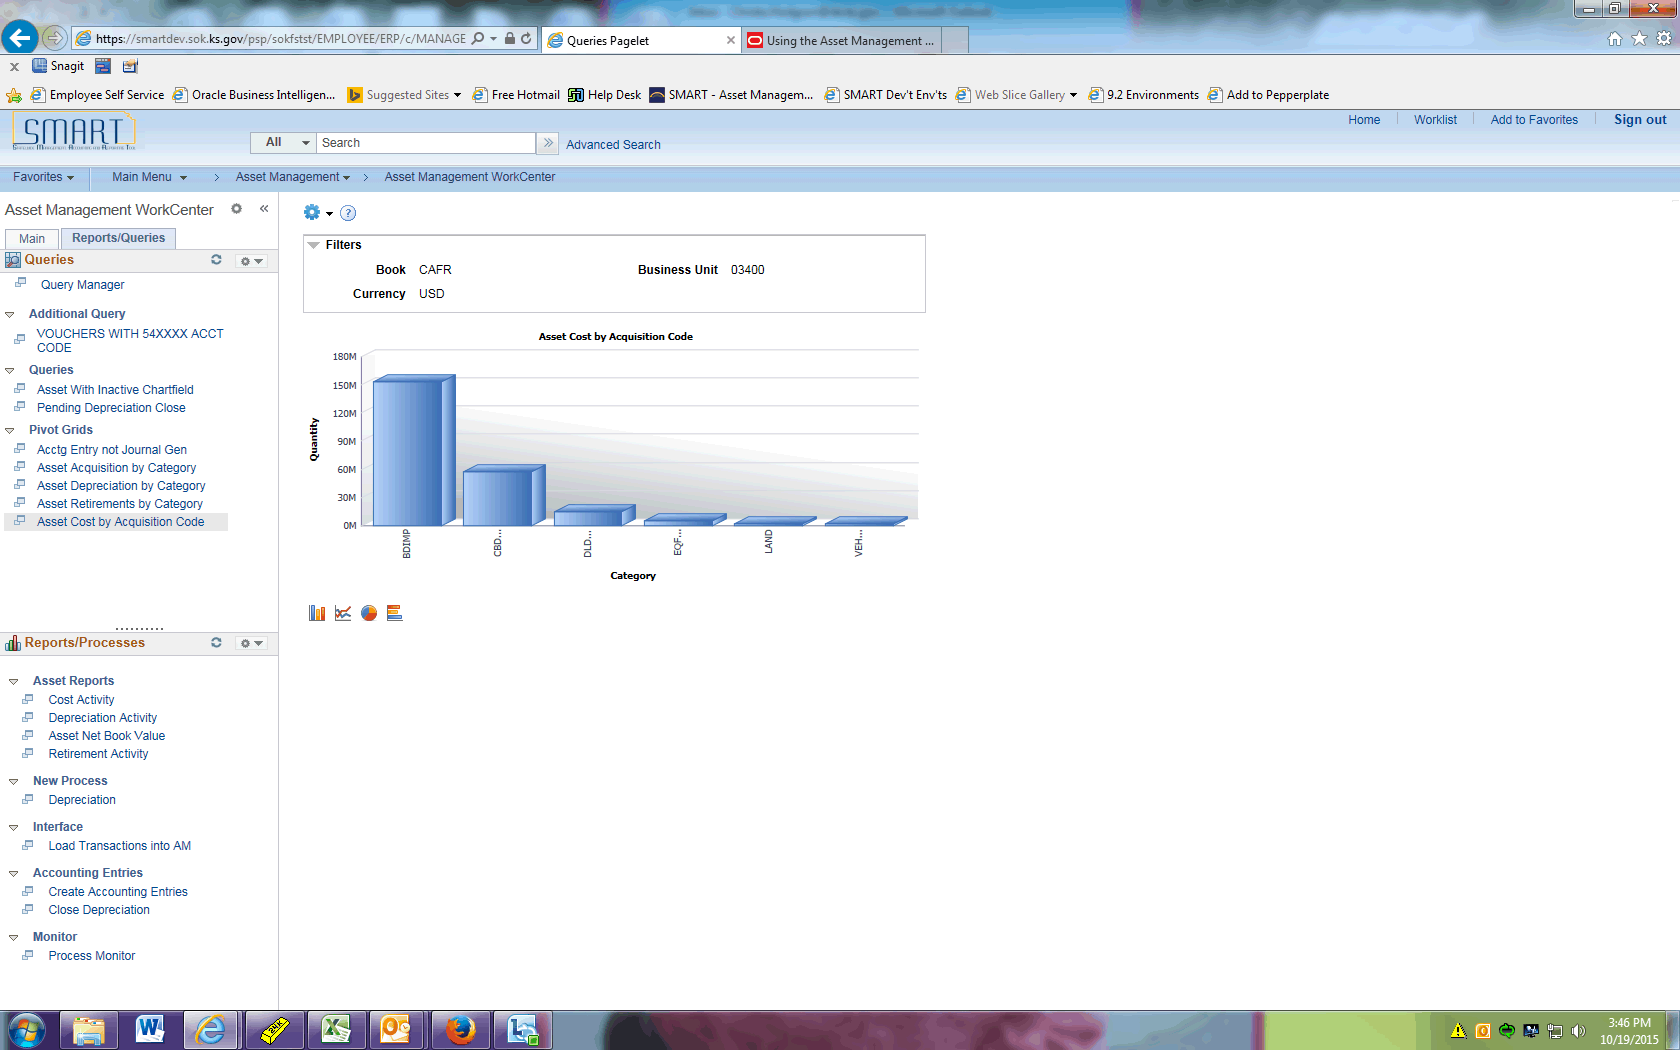 https://smartdev.sok.ks.gov/psp/sokfstst/EMPLOYEE/ERP/c/MANAGE
Queries Pagelet
Using the Asset Management ...
Snagit
Employee Self Service
Oracle Business Intelligen...
Suggested Sites
Free Hotmail
Help Desk
SMART - Asset Managem...
SMART Dev't Env'ts
Web Slice Gallery
9.2 Environments
Add to Pepperplate
SMART
All
Search
Advanced Search
Home
Worklist
Add to Favorites
Sign out
Favorites
Main Menu
>
Asset Management
>
Asset Management WorkCenter
Asset Management WorkCenter
Main
Reports/Queries
Queries
Query Manager
Additional Query
VOUCHERS WITH 54XXXX ACCT
CODE
Queries
Asset With Inactive Chartfield
Pending Depreciation Close
Pivot Grids
Acctg Entry not Journal Gen
Asset Acquisition by Category
Asset Depreciation by Category
Asset Retirements by Category
Asset Cost by Acquisition Code
Reports/Processes
Asset Reports
Cost Activity
Depreciation Activity
Asset Net Book Value
Retirement Activity
New Process
Depreciation
Interface
Load Transactions into AM
Accounting Entries
Create Accounting Entries
Close Depreciation
Monitor
Process Monitor
Filters
Book CAFR
Business Unit 03400
Currency USD
Asset Cost by Acquisition Code
180M
150M
120M
90M
60M
30M
0M
Quantity
BDIMP
CBD...
DLD...
EQF...
LAND
VEH...
Category
3:46 PM
10/19/2015